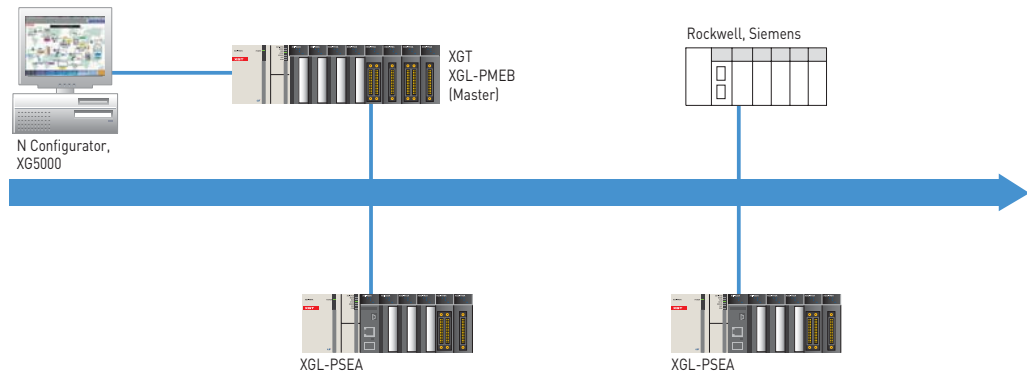 Rockwell, Siemens
XGT
XGL-PMEB
(Master)
N Configurator,
XG5000
XGL-PSEA
XGL-PSEA